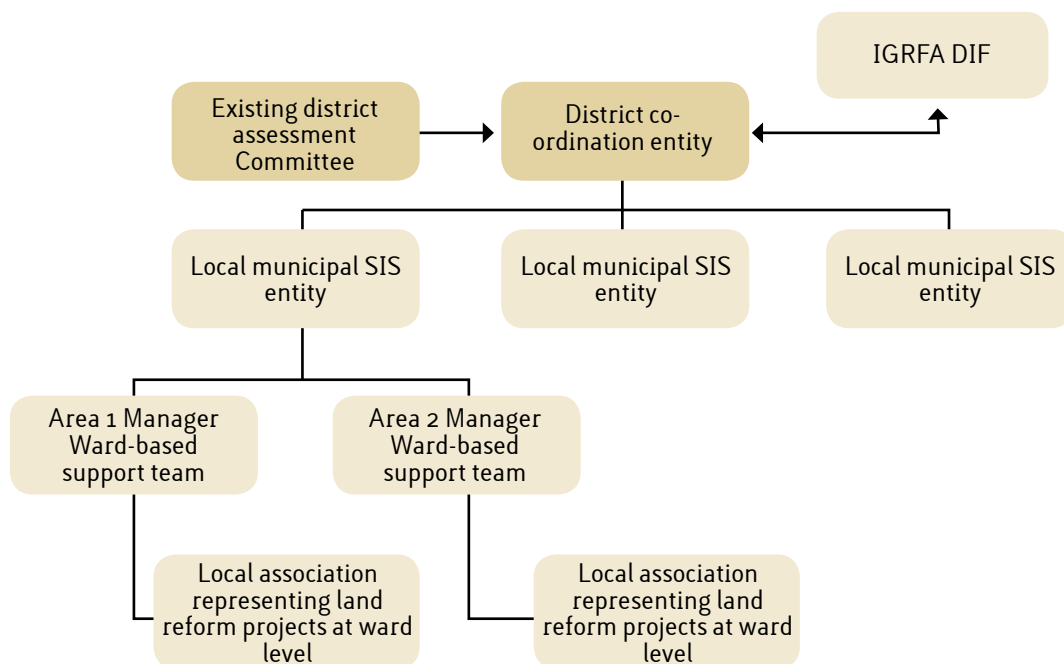 IGRFA DIF
Existing district
assessment
Committee
District co-
ordination entity
Local municipal SIS
entity
Local municipal SIS
entity
Local municipal SIS
entity
Area 1 Manager
Ward-based
support team
Area 2 Manager
Ward-based
support team
Local association
representing land
reform projects at ward
level
Local association
representing land
reform projects at ward
level